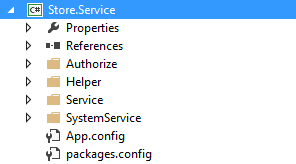 C# Store.Service
Properties
References
Authorize
Helper
Service
SystemService
App.config
packages.config